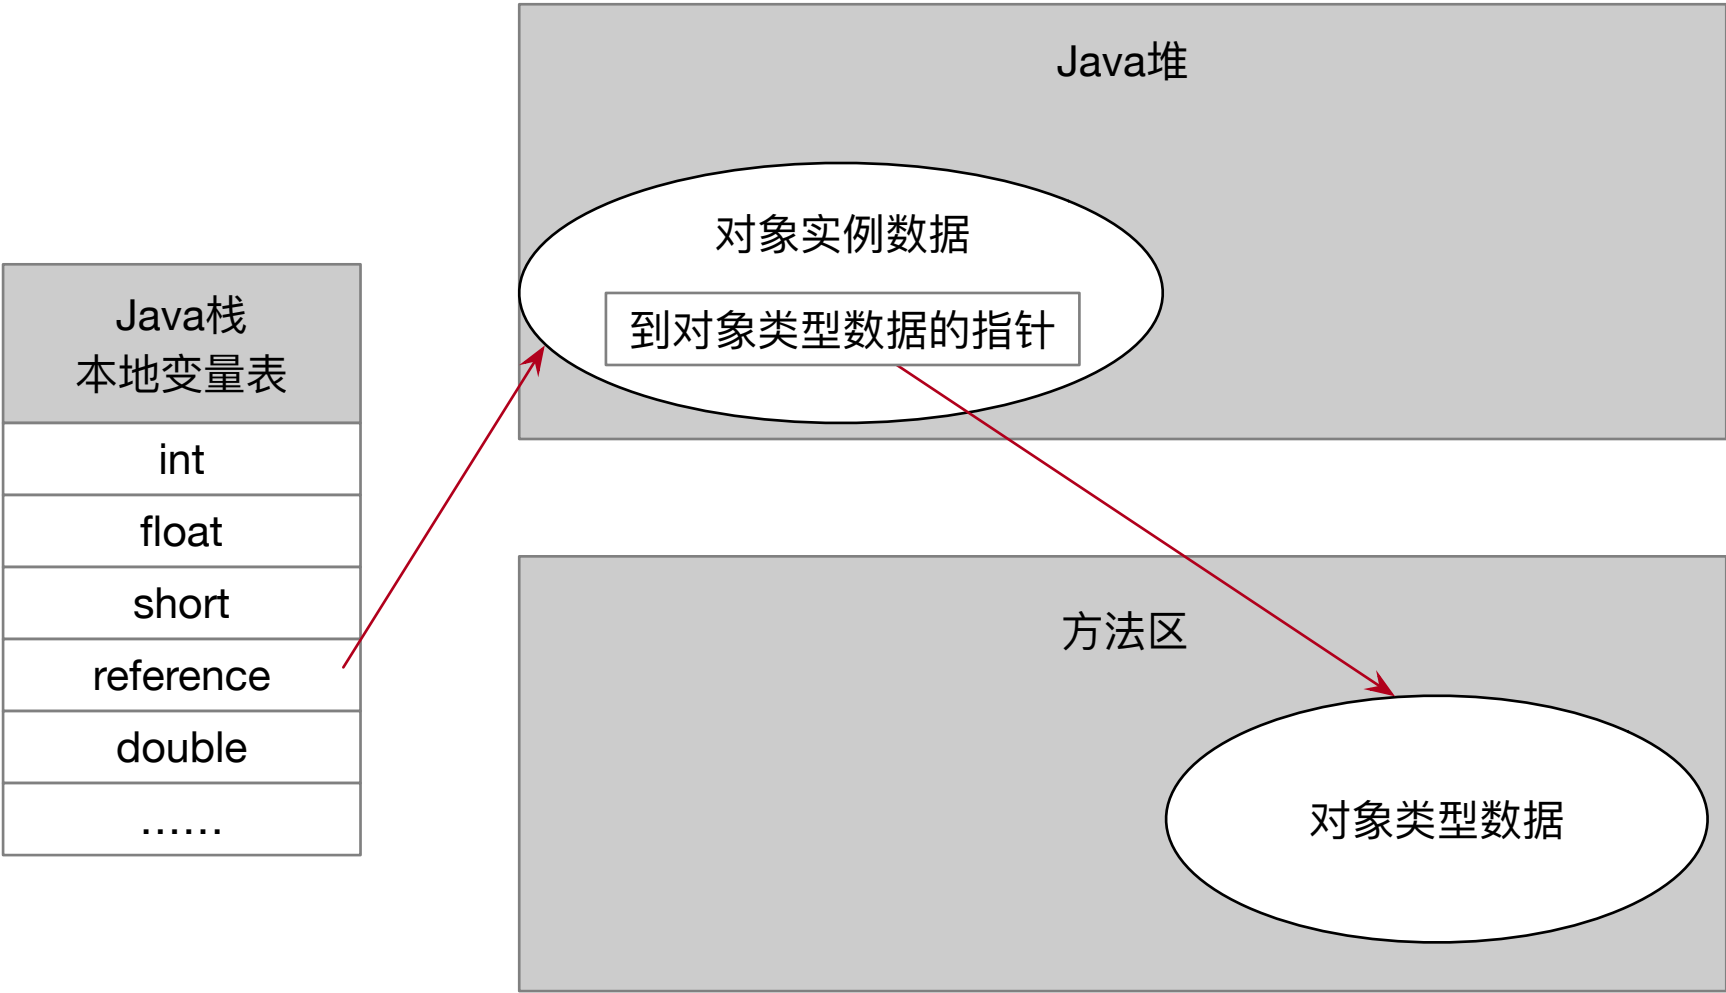 Java堆
对象实例数据
到对象类型数据的指针
Java栈
本地变量表
int
float
short
reference
double
......
方法区
对象类型数据